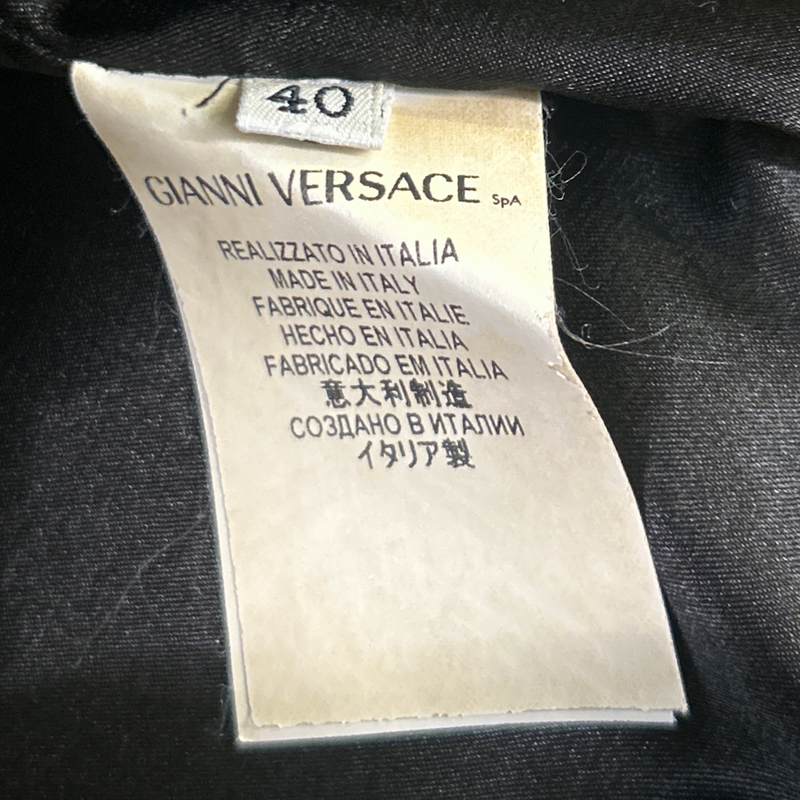 40
GIANNI VERSACE SpA
REALIZZATO IN ITALIA
MADE IN ITALY
FABRIQUE EN ITALIE
HECHO EN ITALIA
FABRICADO EM ITALIA
意大利制造
СОЗДАНО В ИТАЛИИ
イタリア製